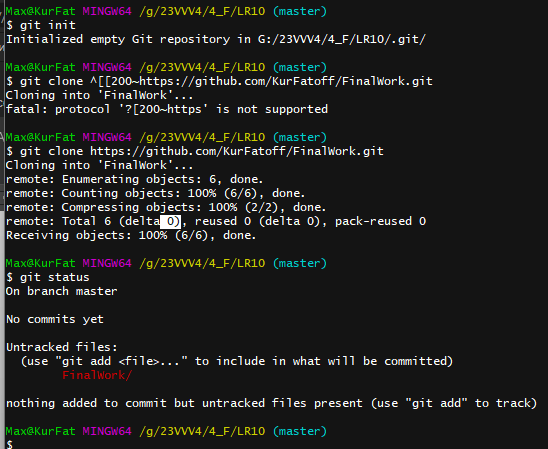 Max@KurFat MINGW64 /g/23VVV4/4_F/LR10 (master)
$ git init
Initialized empty Git repository in G:/23VVV4/4_F/LR10/.git/
Max@KurFat MINGW64 /g/23VVV4/4_F/LR10 (master)
$ git clone ^[[200~https://github.com/KurFatoff/FinalWork.git
Cloning into 'FinalWork'...
fatal: protocol '?[200~https' is not supported
Max@KurFat MINGW64 /g/23VVV4/4_F/LR10 (master)
$ git clone https://github.com/KurFatoff/FinalWork.git
Cloning into 'FinalWork'...
remote: Enumerating objects: 6, done.
remote: Counting objects: 100% (6/6), done.
remote: Compressing objects: 100% (2/2), done.
remote: Total 6 (delta 0), reused 0 (delta 0), pack-reused 0
Receiving objects: 100% (6/6), done.
Max@KurFat MINGW64 /g/23VVV4/4_F/LR10 (master)
$ git status
On branch master
No commits yet
Untracked files:
(use "git add <file>..." to include in what will be committed)
FinalWork/
nothing added to commit but untracked files present (use "git add" to track)
Max@KurFat MINGW64 /g/23VVV4/4_F/LR10 (master)
$